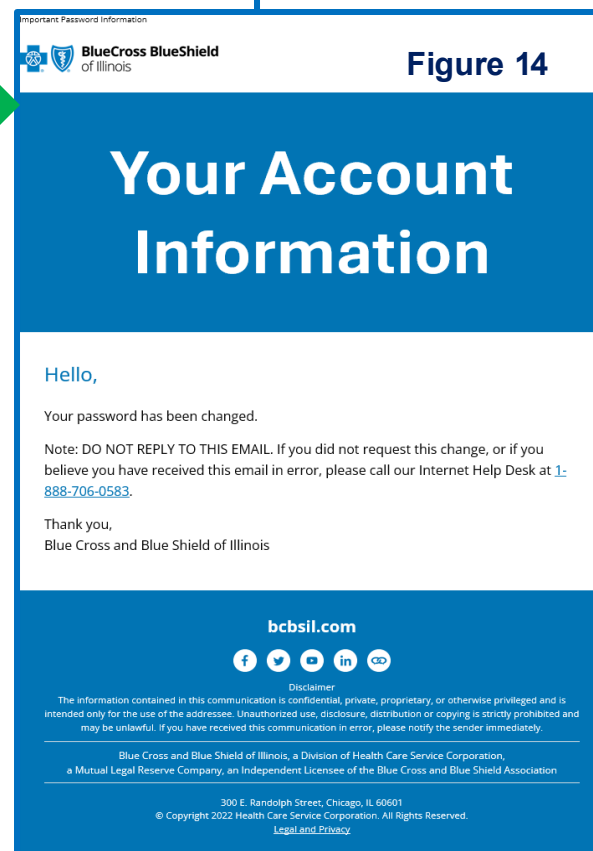 Important Password Information
BlueCross BlueShield
of Illinois
Figure 14
Your Account
Information
Hello,
Your password has been changed.
Note: DO NOT REPLY TO THIS EMAIL. If you did not request this change, or if you
believe you have received this email in error, please call our Internet Help Desk at 1-
888-706-0583.
Thank you,
Blue Cross and Blue Shield of Illinois
bcbsil.com
Disclaimer
The information contained in this communication is confidential, private, proprietary, or otherwise privileged and is
intended only for the use of the addressee. Unauthorized use, disclosure, distribution or copying is strictly prohibited and
may be unlawful. If you have received this communication in error, please notify the sender immediately.
Blue Cross and Blue Shield of Illinois, a Division of Health Care Service Corporation,
a Mutual Legal Reserve Company, an Independent Licensee of the Blue Cross and Blue Shield Association
300 E. Randolph Street, Chicago, IL 60601
© Copyright 2022 Health Care Service Corporation. All Rights Reserved.
Legal and Privacy